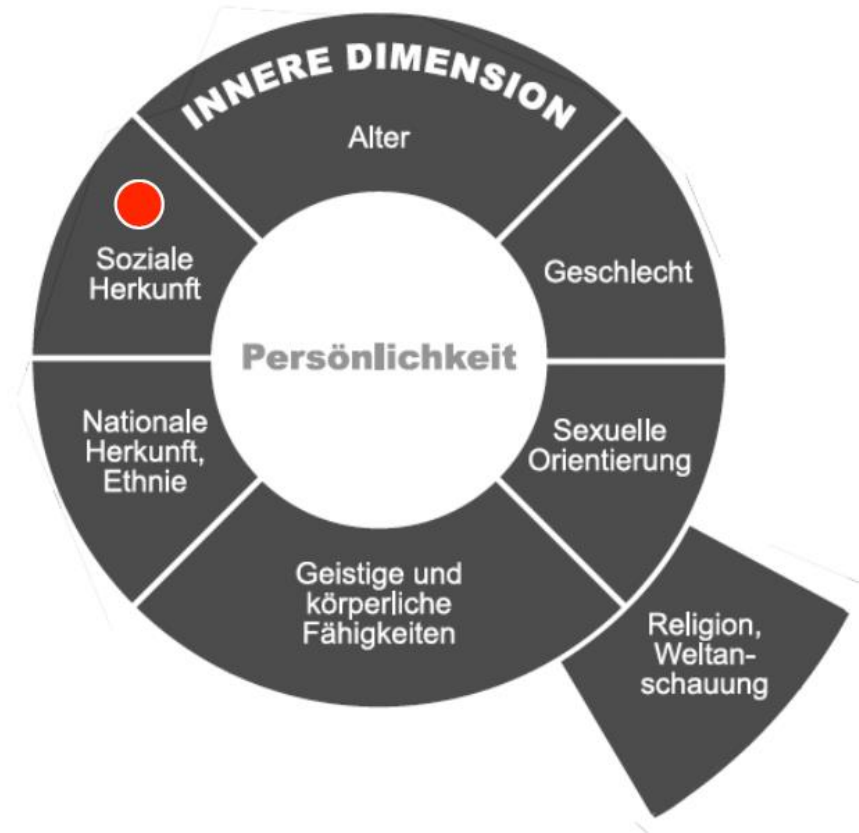 INNERE DIMENSION
Alter
Soziale
Herkunft
Geschlecht
Persönlichkeit
Nationale
Herkunft,
Ethnie
Sexuelle
Orientierung
Geistige und
körperliche
Fähigkeiten
Religion,
Weltan-
schauung